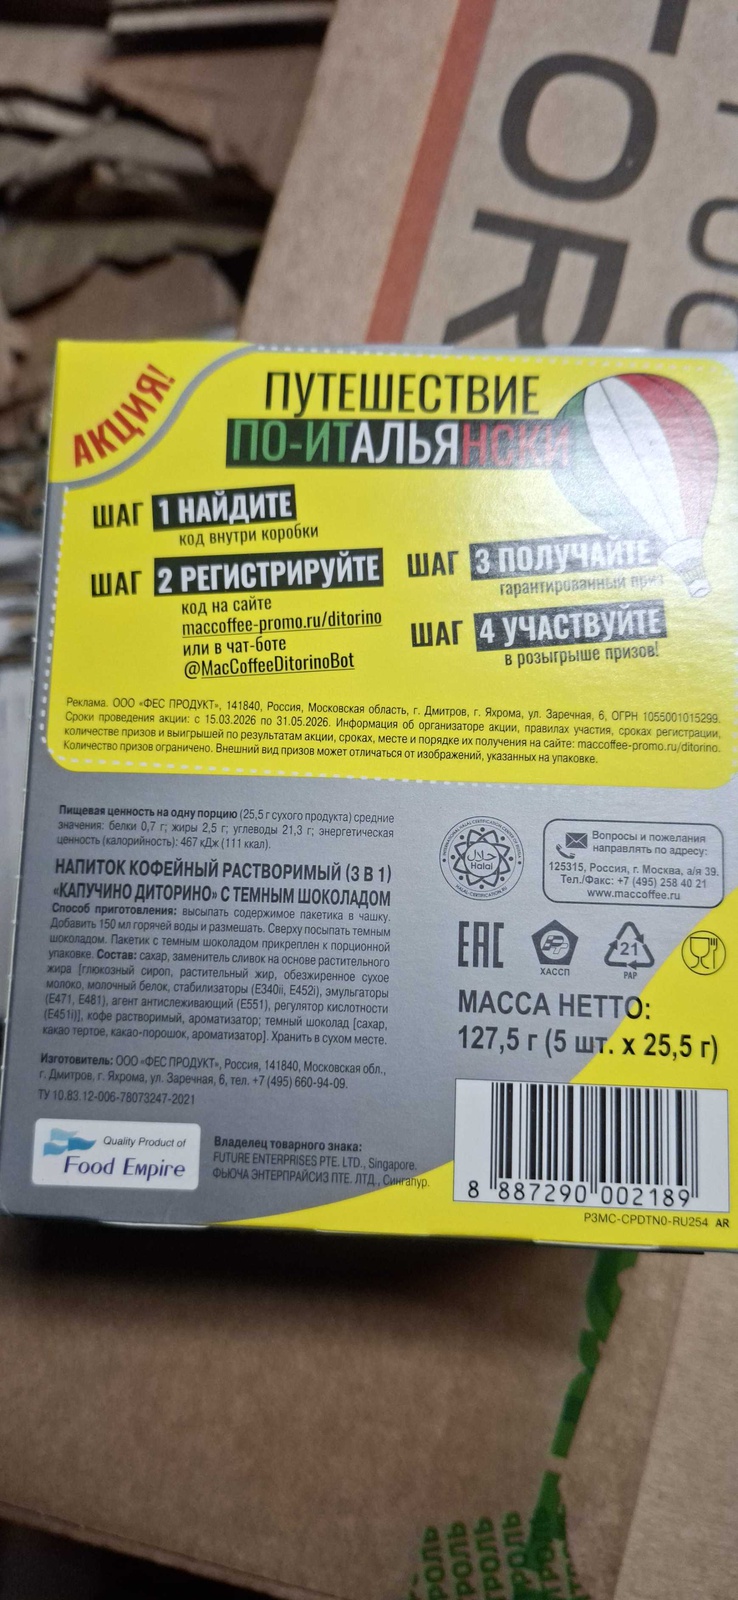 АКЦИЯ!
ПУТЕШЕСТВИЕ
ПО-ИТАЛЬЯНСКИ
ШАГ 1 НАЙДИТЕ
код внутри коробки
ШАГ 2 РЕГИСТРИРУЙТЕ
код на сайте
maccoffee-promo.ru/ditorino
или в чат-боте
@MacCoffeeDitorinoBot
ШАГ 3 ПОЛУЧАЙТЕ
гарантированный приз
ШАГ 4 УЧАСТВУЙТЕ
в розыгрыше призов!
Реклама. ООО «ФЕС ПРОДУКТ», 141840, Россия, Московская область, г. Дмитров, г. Яхрома, ул. Заречная, 6, ОГРН 1055001015299.
Сроки проведения акции: с 15.03.2026 по 31.05.2026. Информация об организаторе акции, правилах участия, сроках регистрации,
количестве призов и выигрышей по результатам акции, сроках, месте и порядке их получения на сайте: maccoffee-promo.ru/ditorino.
Количество призов ограничено. Внешний вид призов может отличаться от изображений, указанных на упаковке.
Пищевая ценность на одну порцию (25,5 г сухого продукта) средние
значения: белки 0,7 г; жиры 2,5 г; углеводы 21,3 г; энергетическая
ценность (калорийность): 467 кДж (111 ккал).
НАПИТОК КОФЕЙНЫЙ РАСТВОРИМЫЙ (3 В 1)
«КАПУЧИНО ДИТОРИНО» С ТЕМНЫМ ШОКОЛАДОМ
Способ приготовления: высыпать содержимое пакетика в чашку.
Добавить 150 мл горячей воды и размешать. Сверху посыпать темным
шоколадом. Пакетик с темным шоколадом прикреплен к порционной
упаковке. Состав: сахар, заменитель сливок на основе растительного
жира [глюкозный сироп, растительный жир, обезжиренное сухое
молоко, молочный белок, стабилизаторы (E340ii, E452i), эмульгаторы
(E471, E481), агент антислеживающий (E551), регулятор кислотности
(E451i)], кофе растворимый, ароматизатор; темный шоколад [сахар,
какао тертое, какао-порошок, ароматизатор]. Хранить в сухом месте.
Изготовитель: ООО «ФЕС ПРОДУКТ», Россия, 141840, Московская обл.,
г. Дмитров, г. Яхрома, ул. Заречная, 6, тел. +7 (495) 660-94-09.
ТУ 10.83.12-006-78073247-2021
Quality Product of
Food Empire
Владелец товарного знака:
FUTURE ENTERPRISES PTE. LTD., Singapore.
ФЬЮЧА ЭНТЕРПРАЙСИЗ ПТЕ. ЛТД., Сингапур.
حلال
Halal
Вопросы и пожелания
направлять по адресу:
125315, Россия, г. Москва, а/я 39.
Тел./Факс: +7 (495) 258 40 21
www.maccoffee.ru
EAC
ХАССП
21
PAP
МАССА НЕТТО:
127,5 г (5 шт. x 25,5 г)
8 887290 002189
P3MC-CPDTN0-RU254 AR
OR
РОЛЬ
РОЛЬ